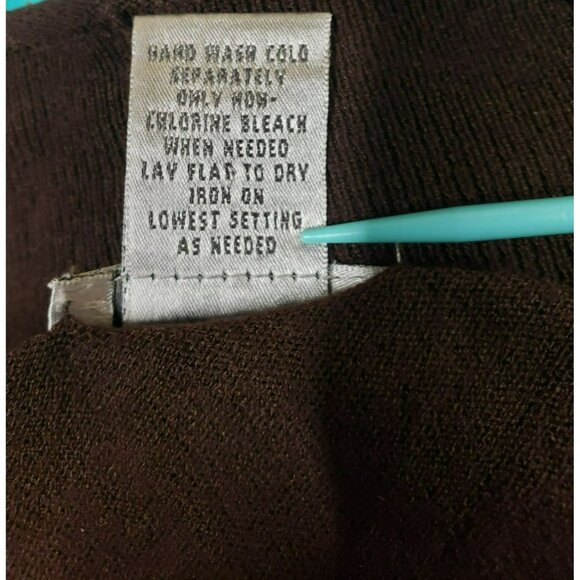 HAND WASH COLD
SEPARATELY
ONLY NON-
CHLORINE BLEACH
WHEN NEEDED
LAY FLAT TO DRY
IRON ON
LOWEST SETTING
AS NEEDED